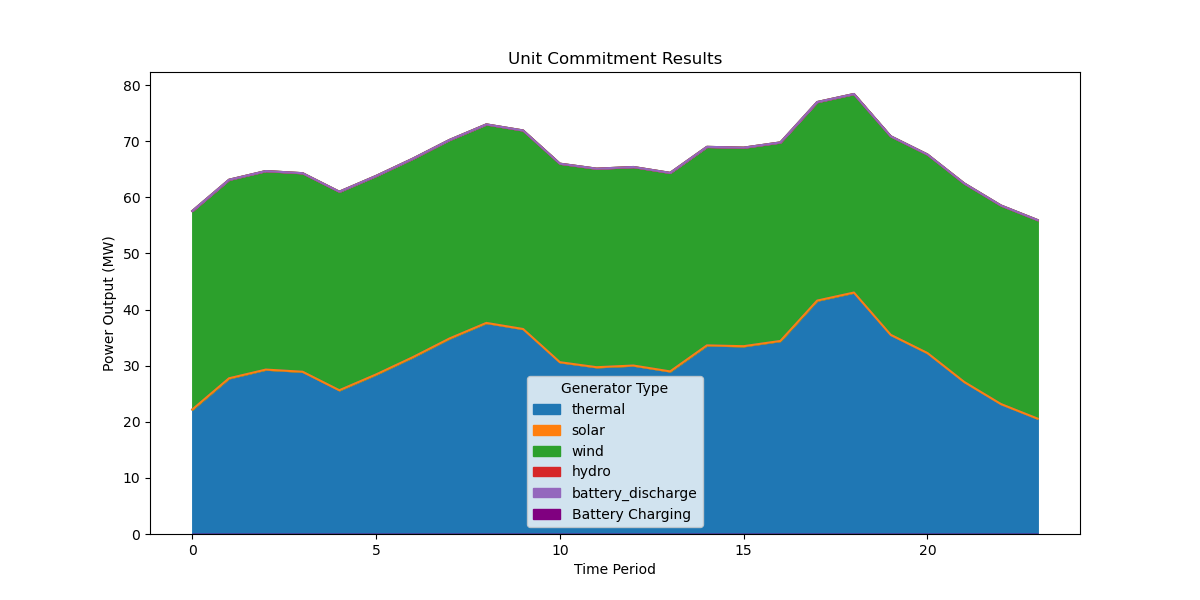 Unit Commitment Results
Power Output (MW)
80
70
60
50
40
30
20
10
0
Generator Type
thermal
solar
wind
hydro
battery_discharge
Battery Charging
0 5 10 15 20
Time Period